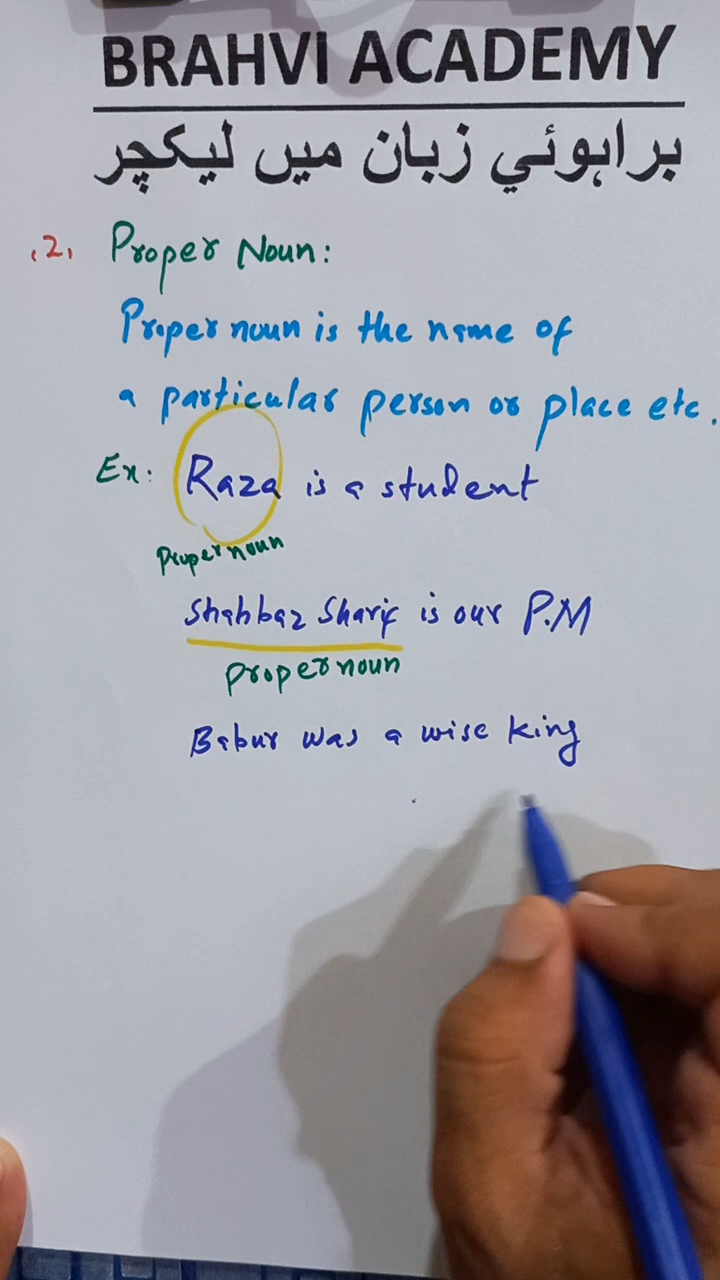 BRAHVI ACADEMY
براہوئي زبان میں لیکچر
(2) Proper Noun:
Proper noun is the name of
a particular person or place etc.
Ex: Raza is a student
Proper noun
Shahbaz Sharif is our P.M
proper noun
Babur was a wise king